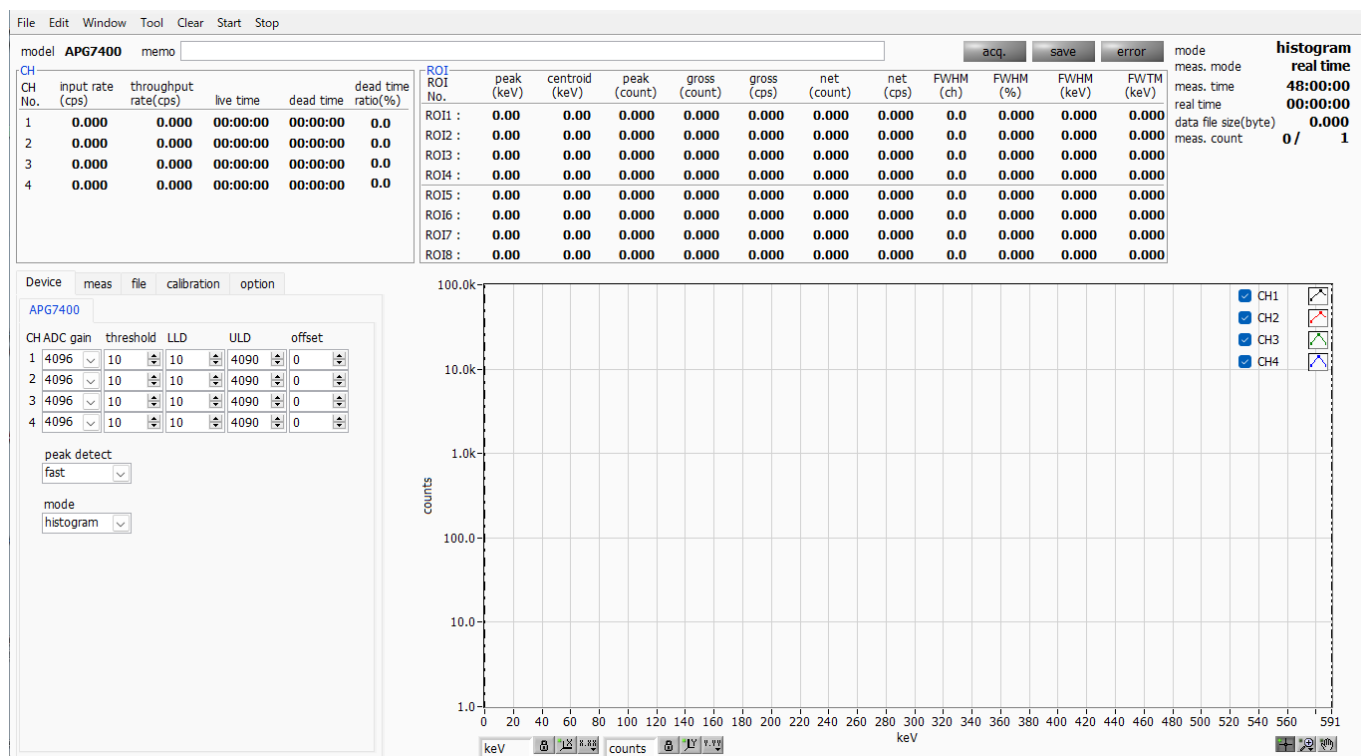 File Edit Window Tool Clear Start Stop
model APG7400 memo acq. save error
mode histogram
meas. mode real time
meas. time 48:00:00
real time 00:00:00
data file size(byte) 0.000
meas. count 0 / 1
CH
CH No. input rate (cps) throughput rate(cps) live time dead time dead time ratio(%)
1 0.000 0.000 00:00:00 00:00:00 0.0
2 0.000 0.000 00:00:00 00:00:00 0.0
3 0.000 0.000 00:00:00 00:00:00 0.0
4 0.000 0.000 00:00:00 00:00:00 0.0
ROI
ROI No. peak (keV) centroid (keV) peak (count) gross (count) gross (cps) net (count) net (cps) FWHM (ch) FWHM (%) FWHM (keV) FWTM (keV)
ROI1 : 0.00 0.00 0.000 0.000 0.000 0.000 0.000 0.0 0.000 0.000 0.000
ROI2 : 0.00 0.00 0.000 0.000 0.000 0.000 0.000 0.0 0.000 0.000 0.000
ROI3 : 0.00 0.00 0.000 0.000 0.000 0.000 0.000 0.0 0.000 0.000 0.000
ROI4 : 0.00 0.00 0.000 0.000 0.000 0.000 0.000 0.0 0.000 0.000 0.000
ROI5 : 0.00 0.00 0.000 0.000 0.000 0.000 0.000 0.0 0.000 0.000 0.000
ROI6 : 0.00 0.00 0.000 0.000 0.000 0.000 0.000 0.0 0.000 0.000 0.000
ROI7 : 0.00 0.00 0.000 0.000 0.000 0.000 0.000 0.0 0.000 0.000 0.000
ROI8 : 0.00 0.00 0.000 0.000 0.000 0.000 0.000 0.0 0.000 0.000 0.000
Device meas file calibration option
APG7400
CH ADC gain threshold LLD ULD offset
1 4096 10 10 4090 0
2 4096 10 10 4090 0
3 4096 10 10 4090 0
4 4096 10 10 4090 0
peak detect
fast
mode
histogram
100.0k
10.0k
1.0k
100.0
10.0
1.0
counts
CH1
CH2
CH3
CH4
0 20 40 60 80 100 120 140 160 180 200 220 240 260 280 300 320 340 360 380 400 420 440 460 480 500 520 540 560 591
keV
keV X X.XX counts Y Y.YY